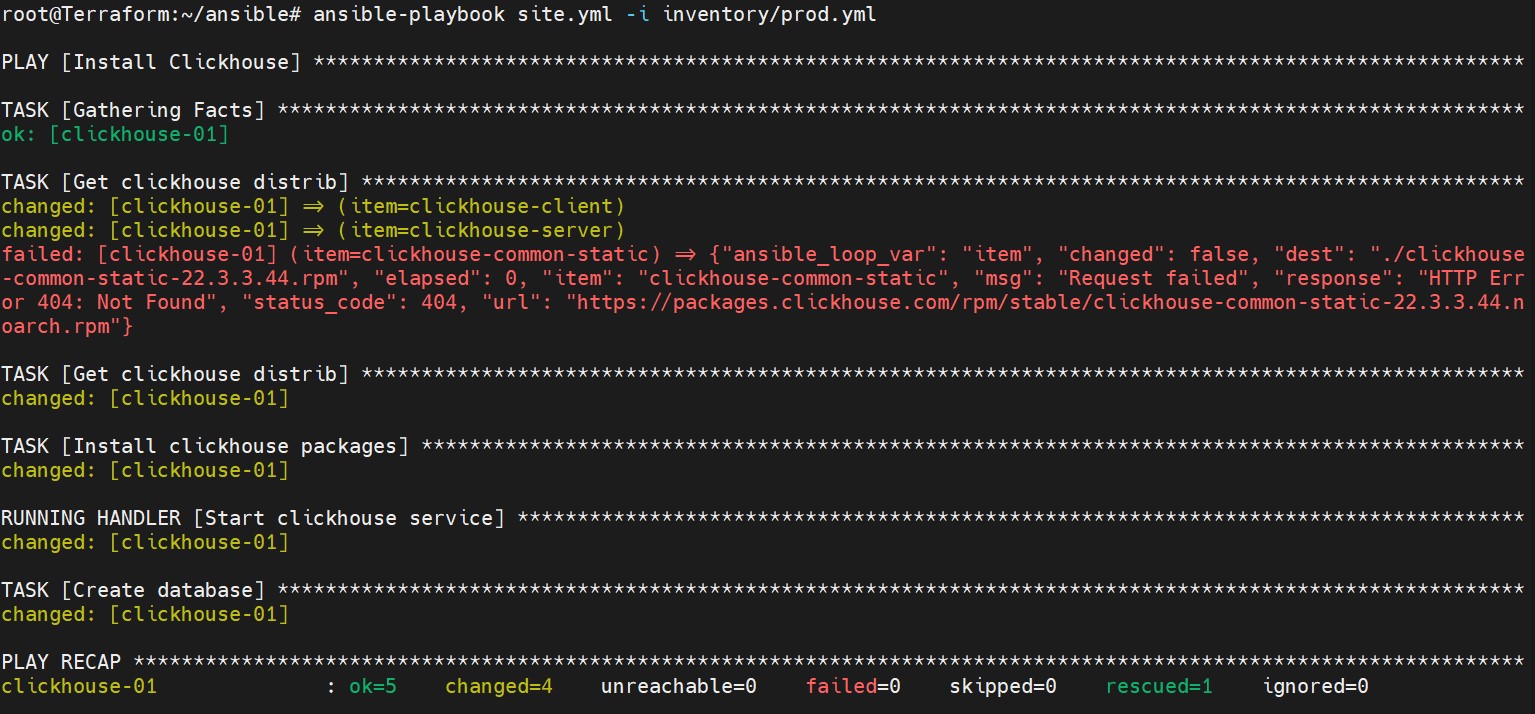 root@Terraform:~/ansible# ansible-playbook site.yml -i inventory/prod.yml
PLAY [Install Clickhouse] *****************************************************************************************************
TASK [Gathering Facts] ********************************************************************************************************
ok: [clickhouse-01]
TASK [Get clickhouse distrib] *************************************************************************************************
changed: [clickhouse-01] => (item=clickhouse-client)
changed: [clickhouse-01] => (item=clickhouse-server)
failed: [clickhouse-01] (item=clickhouse-common-static) => {"ansible_loop_var": "item", "changed": false, "dest": "./clickhouse
-common-static-22.3.3.44.rpm", "elapsed": 0, "item": "clickhouse-common-static", "msg": "Request failed", "response": "HTTP Err
or 404: Not Found", "status_code": 404, "url": "https://packages.clickhouse.com/rpm/stable/clickhouse-common-static-22.3.3.44.n
oarch.rpm"}
TASK [Get clickhouse distrib] *************************************************************************************************
changed: [clickhouse-01]
TASK [Install clickhouse packages] ********************************************************************************************
changed: [clickhouse-01]
RUNNING HANDLER [Start clickhouse service] ************************************************************************************
changed: [clickhouse-01]
TASK [Create database] ********************************************************************************************************
changed: [clickhouse-01]
PLAY RECAP ********************************************************************************************************************
clickhouse-01              : ok=5    changed=4    unreachable=0    failed=0    skipped=0    rescued=1    ignored=0